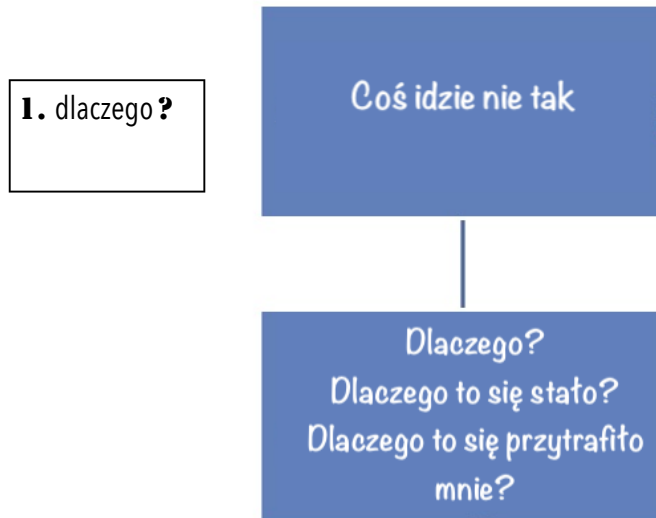 1. dlaczego?
Coś idzie nie tak
Dlaczego?
Dlaczego to się stało?
Dlaczego to się przytrafiło
mnie?